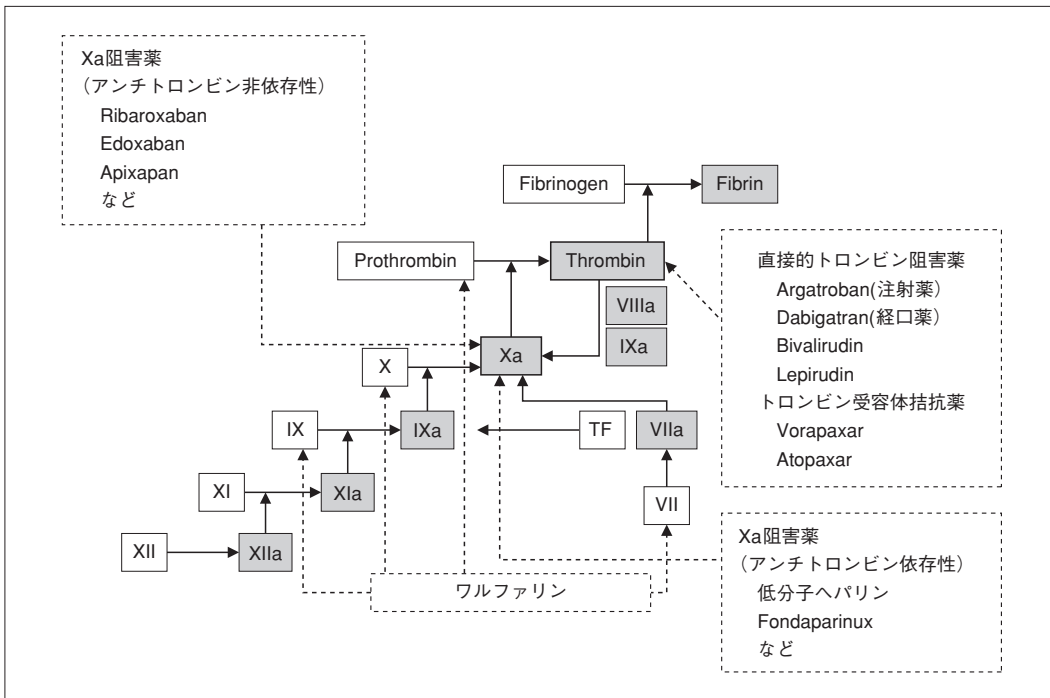 Xa阻害薬
（アンチトロンビン非依存性）
Ribaroxaban
Edoxaban
Apixapan
など
Fibrinogen
Fibrin
Prothrombin
Thrombin
VIIIa
IXa
Xa
X
IX
IXa
TF
VIIa
XI
XIa
VII
XII
XIIa
ワルファリン
直接的トロンビン阻害薬
Argatroban(注射薬）
Dabigatran(経口薬）
Bivalirudin
Lepirudin
トロンビン受容体拮抗薬
Vorapaxar
Atopaxar
Xa阻害薬
（アンチトロンビン依存性）
低分子ヘパリン
Fondaparinux
など